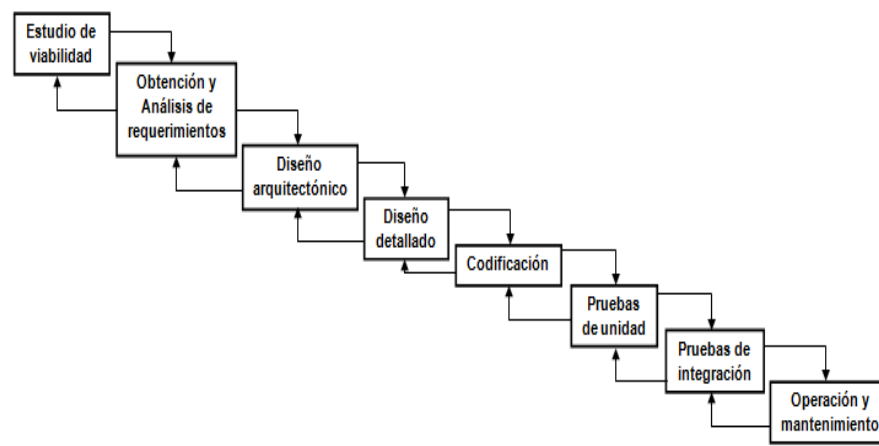 Estudio de
viabilidad
Obtención y
Análisis de
requerimientos
Diseño
arquitectónico
Diseño
detallado
Codificación
Pruebas
de unidad
Pruebas de
integración
Operación y
mantenimiento